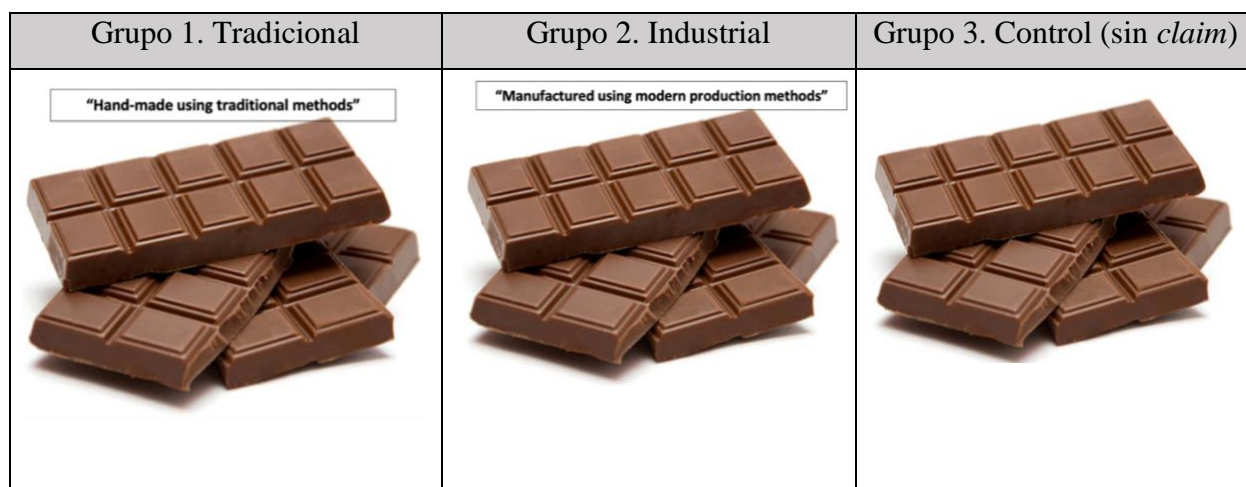 Grupo 1. Tradicional
Grupo 2. Industrial
Grupo 3. Control (sin claim)
“Hand-made using traditional methods”
“Manufactured using modern production methods”